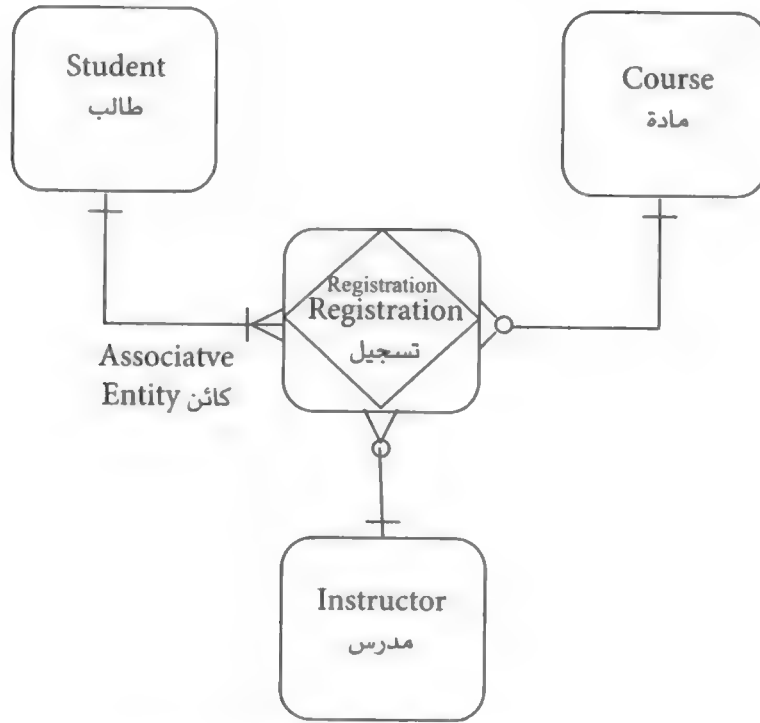 Student
طالب
Course
مادة
Registration
Registration
تسجيل
Associatve
Entity كائن
Instructor
مدرس